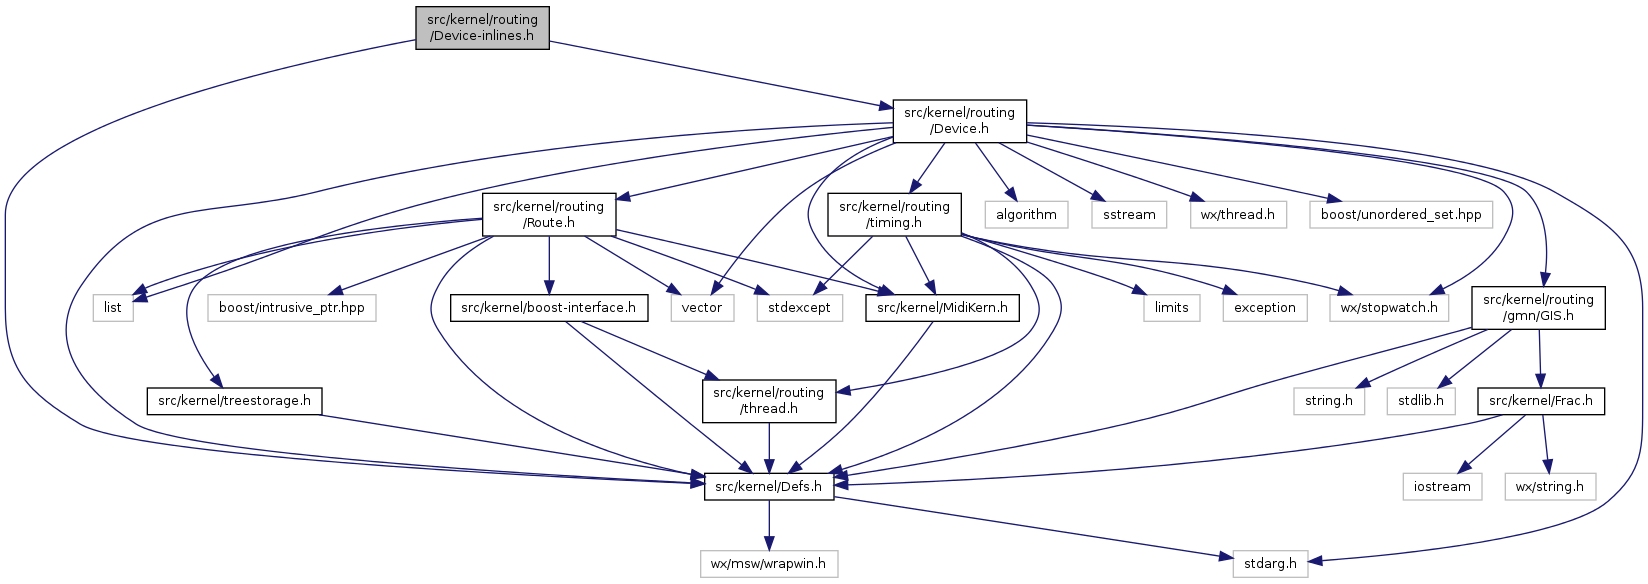 src/kernel/routing
/Device-inlines.h
src/kernel/routing
/Device.h
src/kernel/routing
/Route.h
src/kernel/routing
/timing.h
algorithm
sstream
wx/thread.h
boost/unordered_set.hpp
list
boost/intrusive_ptr.hpp
src/kernel/boost-interface.h
vector
stdexcept
src/kernel/MidiKern.h
limits
exception
wx/stopwatch.h
src/kernel/routing
/gmn/GIS.h
src/kernel/treestorage.h
src/kernel/routing
/thread.h
string.h
stdlib.h
src/kernel/Frac.h
src/kernel/Defs.h
iostream
wx/string.h
wx/msw/wrapwin.h
stdarg.h